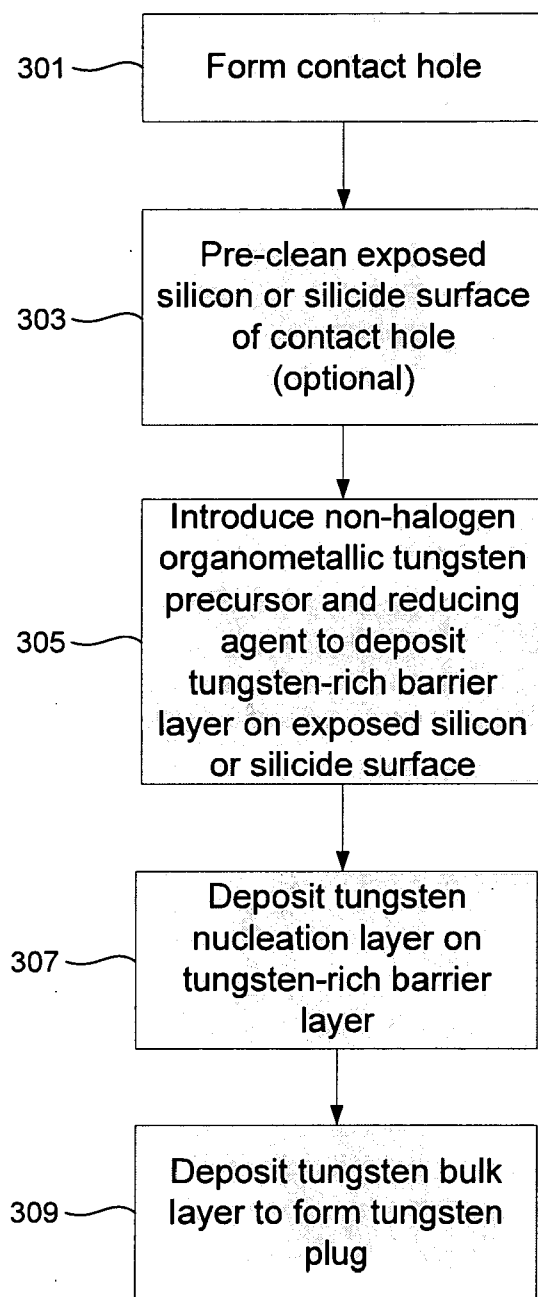 301
Form contact hole
303
Pre-clean exposed
silicon or silicide surface
of contact hole
(optional)
305
Introduce non-halogen
organometallic tungsten
precursor and reducing
agent to deposit
tungsten-rich barrier
layer on exposed silicon
or silicide surface
307
Deposit tungsten
nucleation layer on
tungsten-rich barrier
layer
309
Deposit tungsten bulk
layer to form tungsten
plug